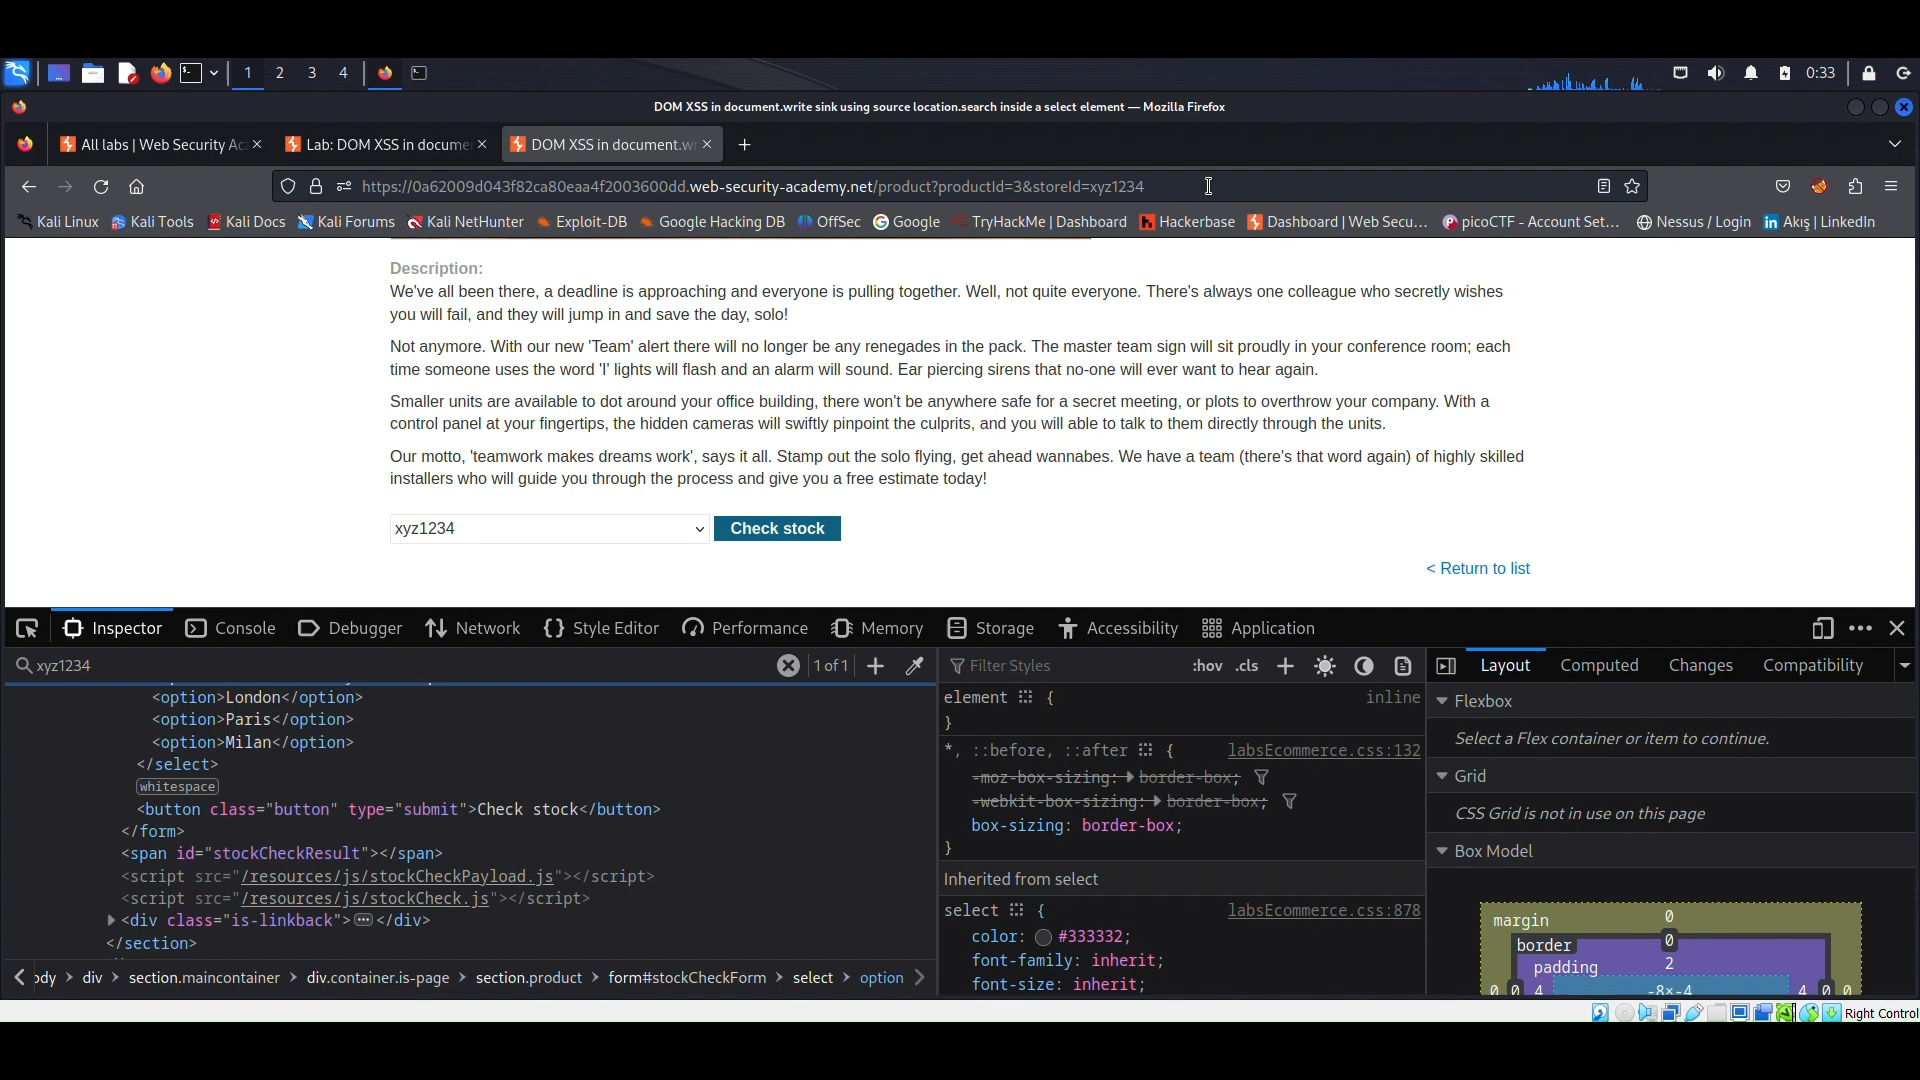 1 2 3 4 0:33
DOM XSS in document.write sink using source location.search inside a select element — Mozilla Firefox
All labs | Web Security Ac
Lab: DOM XSS in docume
DOM XSS in document.wr
https://0a62009d043f82ca80eaa4f2003600dd.web-security-academy.net/product?productId=3&storeId=xyz1234
Kali Linux Kali Tools Kali Docs Kali Forums Kali NetHunter Exploit-DB Google Hacking DB OffSec Google TryHackMe | Dashboard Hackerbase Dashboard | Web Secu... picoCTF - Account Set... Nessus / Login Akış | LinkedIn
Description:
We've all been there, a deadline is approaching and everyone is pulling together. Well, not quite everyone. There's always one colleague who secretly wishes
you will fail, and they will jump in and save the day, solo!
Not anymore. With our new 'Team' alert there will no longer be any renegades in the pack. The master team sign will sit proudly in your conference room; each
time someone uses the word 'I' lights will flash and an alarm will sound. Ear piercing sirens that no-one will ever want to hear again.
Smaller units are available to dot around your office building, there won't be anywhere safe for a secret meeting, or plots to overthrow your company. With a
control panel at your fingertips, the hidden cameras will swiftly pinpoint the culprits, and you will able to talk to them directly through the units.
Our motto, 'teamwork makes dreams work', says it all. Stamp out the solo flying, get ahead wannabes. We have a team (there's that word again) of highly skilled
installers who will guide you through the process and give you a free estimate today!
xyz1234 Check stock
< Return to list
Inspector Console Debugger Network Style Editor Performance Memory Storage Accessibility Application
xyz1234 1 of 1
<option>London</option>
<option>Paris</option>
<option>Milan</option>
</select>
whitespace
<button class="button" type="submit">Check stock</button>
</form>
<span id="stockCheckResult"></span>
<script src="/resources/js/stockCheckPayload.js"></script>
<script src="/resources/js/stockCheck.js"></script>
<div class="is-linkback"></div>
</section>
ody > div > section.maincontainer > div.container.is-page > section.product > form#stockCheckForm > select > option
Filter Styles :hov .cls
element { inline
}
*, ::before, ::after { labsEcommerce.css:132
-moz-box-sizing: border-box;
-webkit-box-sizing: border-box;
box-sizing: border-box;
}
Inherited from select
select { labsEcommerce.css:878
color: #333332;
font-family: inherit;
font-size: inherit;
Layout Computed Changes Compatibility
Flexbox
Select a Flex container or item to continue.
Grid
CSS Grid is not in use on this page
Box Model
margin 0
border 0
padding 2
0 0 4 -8×-4 4 0 0
Right Control